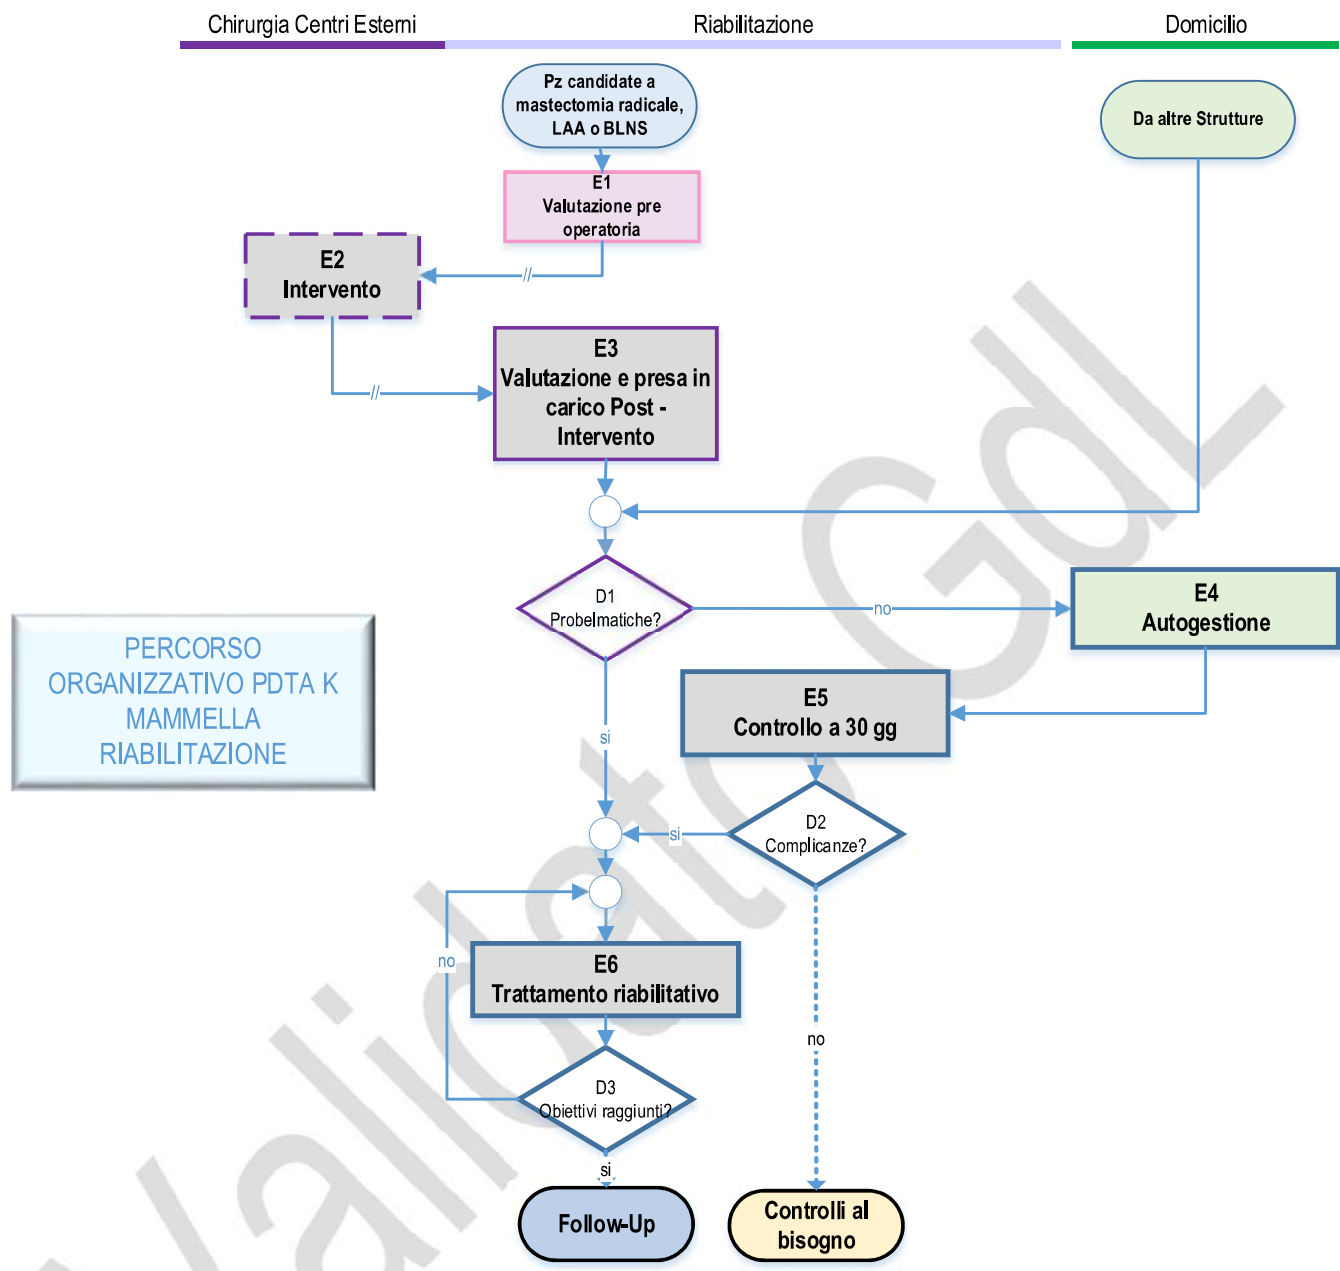 Chirurgia Centri Esterni
Riabilitazione
Domicilio
Pz candidate a
mastectomia radicale,
LAA o BLNS
Da altre Strutture
E1
Valutazione pre
operatoria
E2
Intervento
//
E3
Valutazione e presa in
carico Post -
Intervento
//
D1
Probelmatiche?
no
E4
Autogestione
PERCORSO
ORGANIZZATIVO PDTA K
MAMMELLA
RIABILITAZIONE
E5
Controllo a 30 gg
si
D2
Complicanze?
si
E6
Trattamento riabilitativo
no
no
D3
Obiettivi raggiunti?
si
Follow-Up
Controlli al
bisogno
Validato GdL